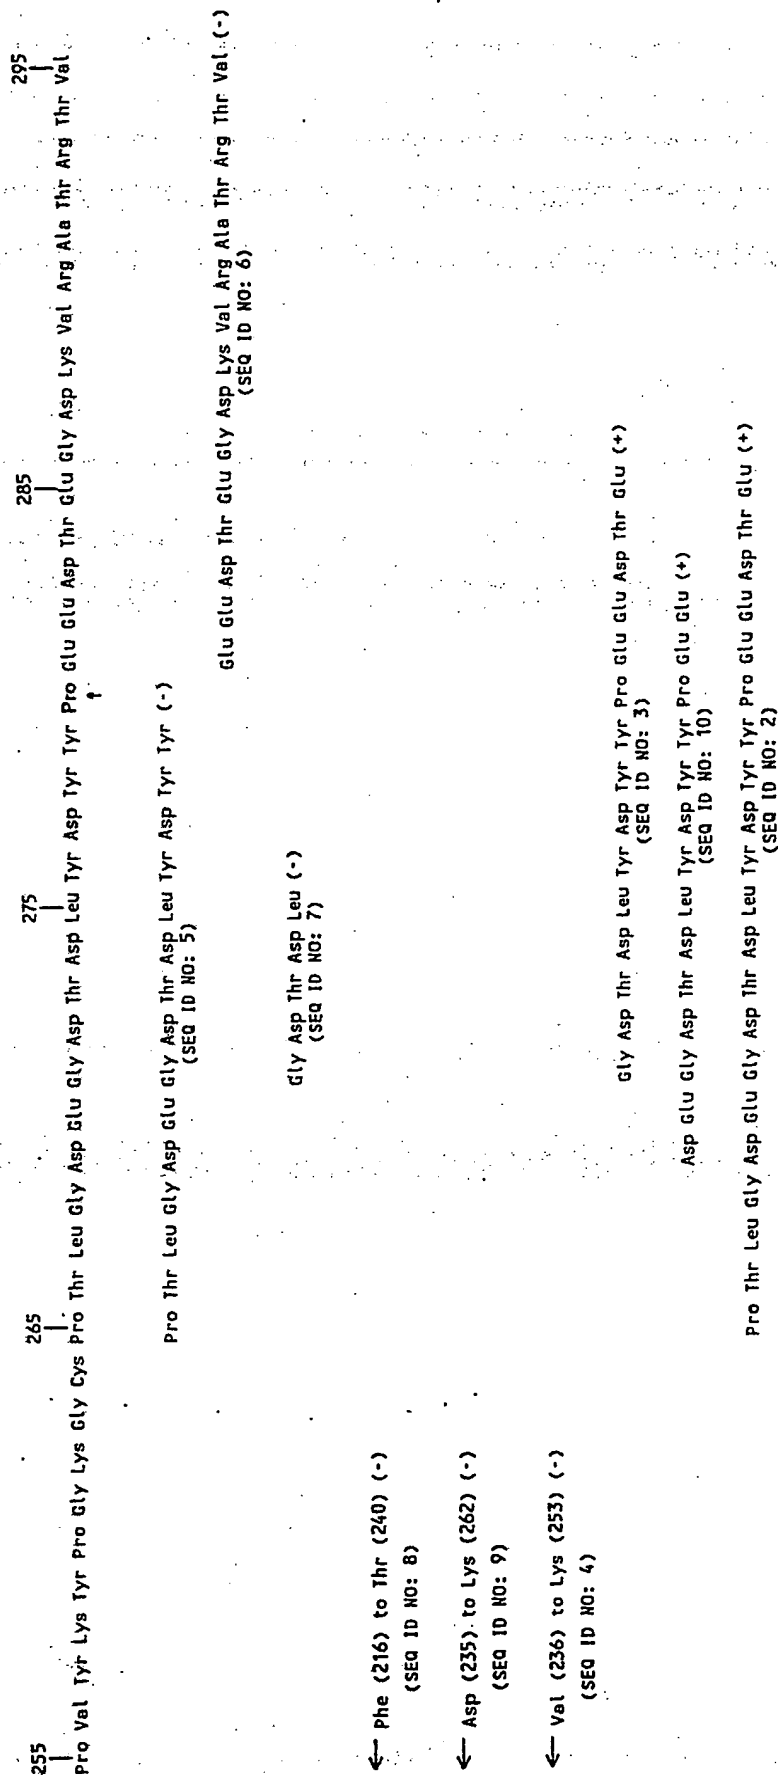 255 265 275 285 295
Pro Val Tyr Lys Tyr Pro Gly Lys Gly Cys Pro Thr Leu Gly Asp Glu Gly Asp Thr Asp Leu Tyr Asp Tyr Tyr Pro Glu Glu Asp Thr Glu Gly Asp Lys Val Arg Ala Thr Arg Thr Val
↑
Pro Thr Leu Gly Asp Glu Gly Asp Thr Asp Leu Tyr Asp Tyr Tyr (-)
(SEQ ID NO: 5)
Glu Glu Asp Thr Glu Gly Asp Lys Val Arg Ala Thr Arg Thr Val (-)
(SEQ ID NO: 6)
Gly Asp Thr Asp Leu (-)
(SEQ ID NO: 7)
← Phe (216) to Thr (240) (-)
(SEQ ID NO: 8)
← Asp (235) to Lys (262) (-)
(SEQ ID NO: 9)
← Val (236) to Lys (253) (-)
(SEQ ID NO: 4)
Gly Asp Thr Asp Leu Tyr Asp Tyr Tyr Pro Glu Glu Asp Thr Glu (+)
(SEQ ID NO: 3)
Asp Glu Gly Asp Thr Asp Leu Tyr Asp Tyr Tyr Pro Glu Glu (+)
(SEQ ID NO: 10)
Pro Thr Leu Gly Asp Glu Gly Asp Thr Asp Leu Tyr Asp Tyr Tyr Pro Glu Glu Asp Thr Glu (+)
(SEQ ID NO: 2)